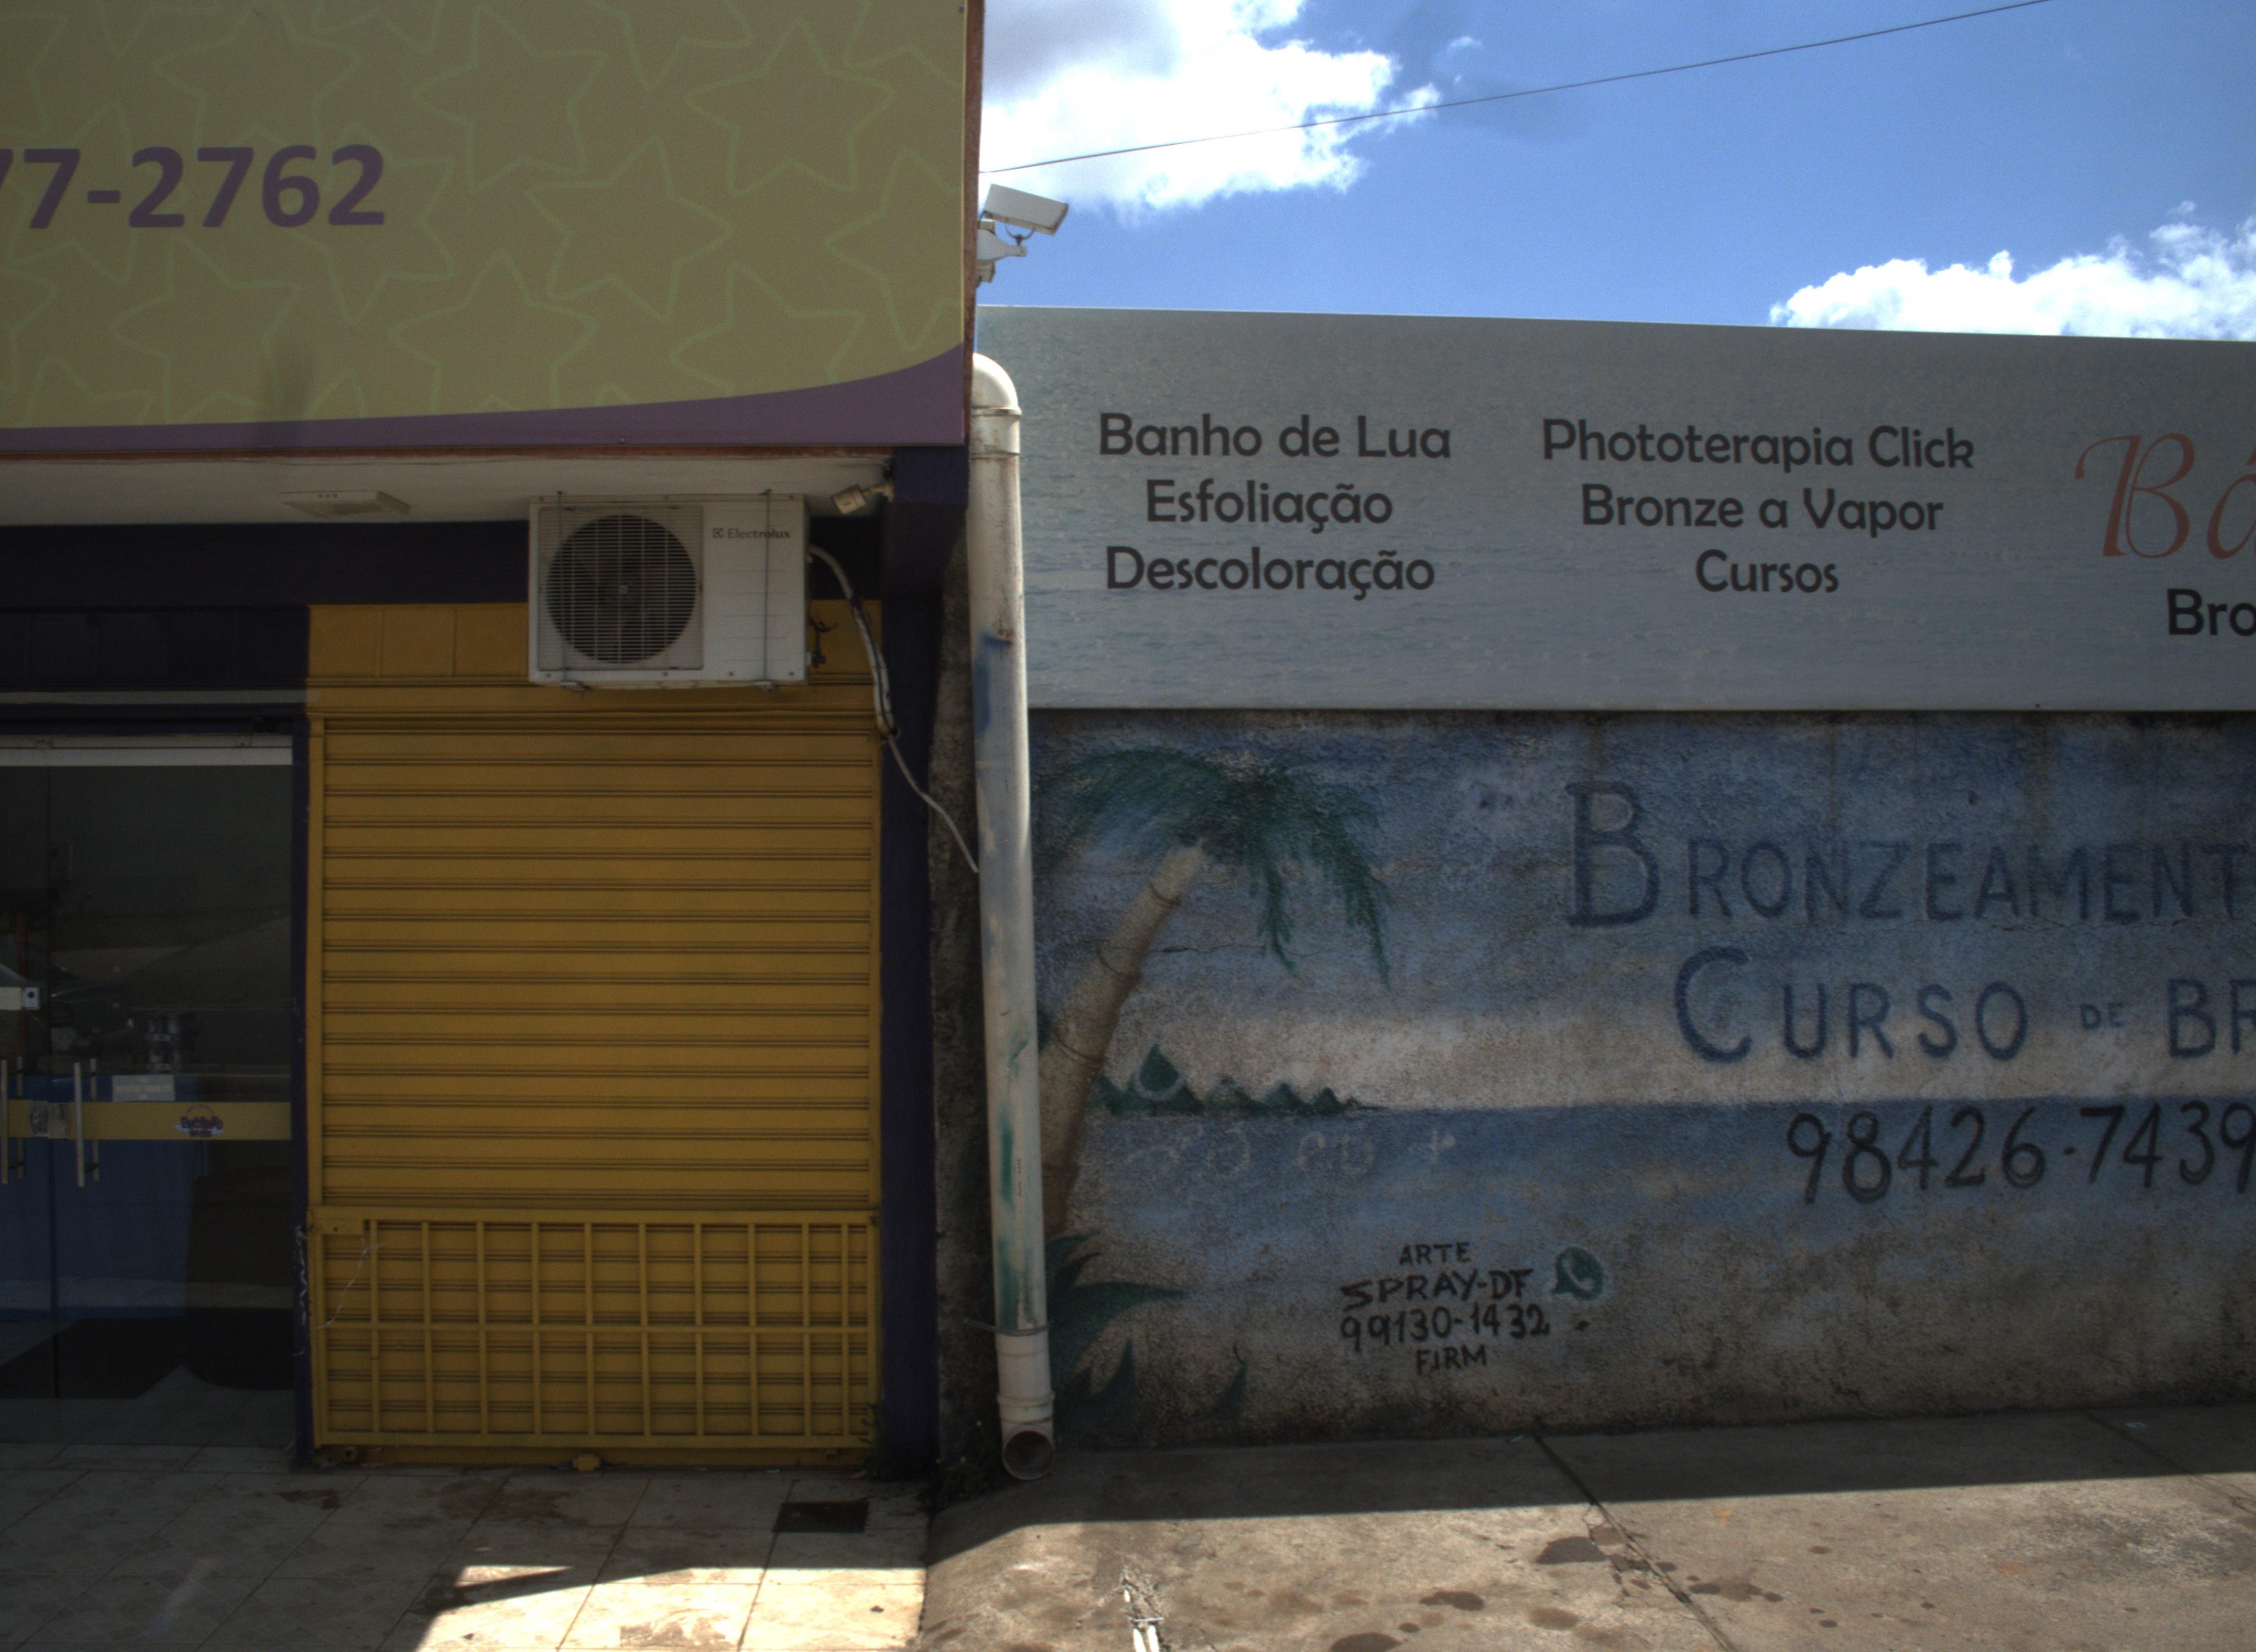 77-2762
Electrolux
Banho de Lua
Esfoliação
Descoloração
Phototerapia Click
Bronze a Vapor
Cursos
Bá
Bro
BRONZEAMENT
CURSO DE BR
98426-7439
ARTE
SPRAY-DF
99130-1432
FIRM